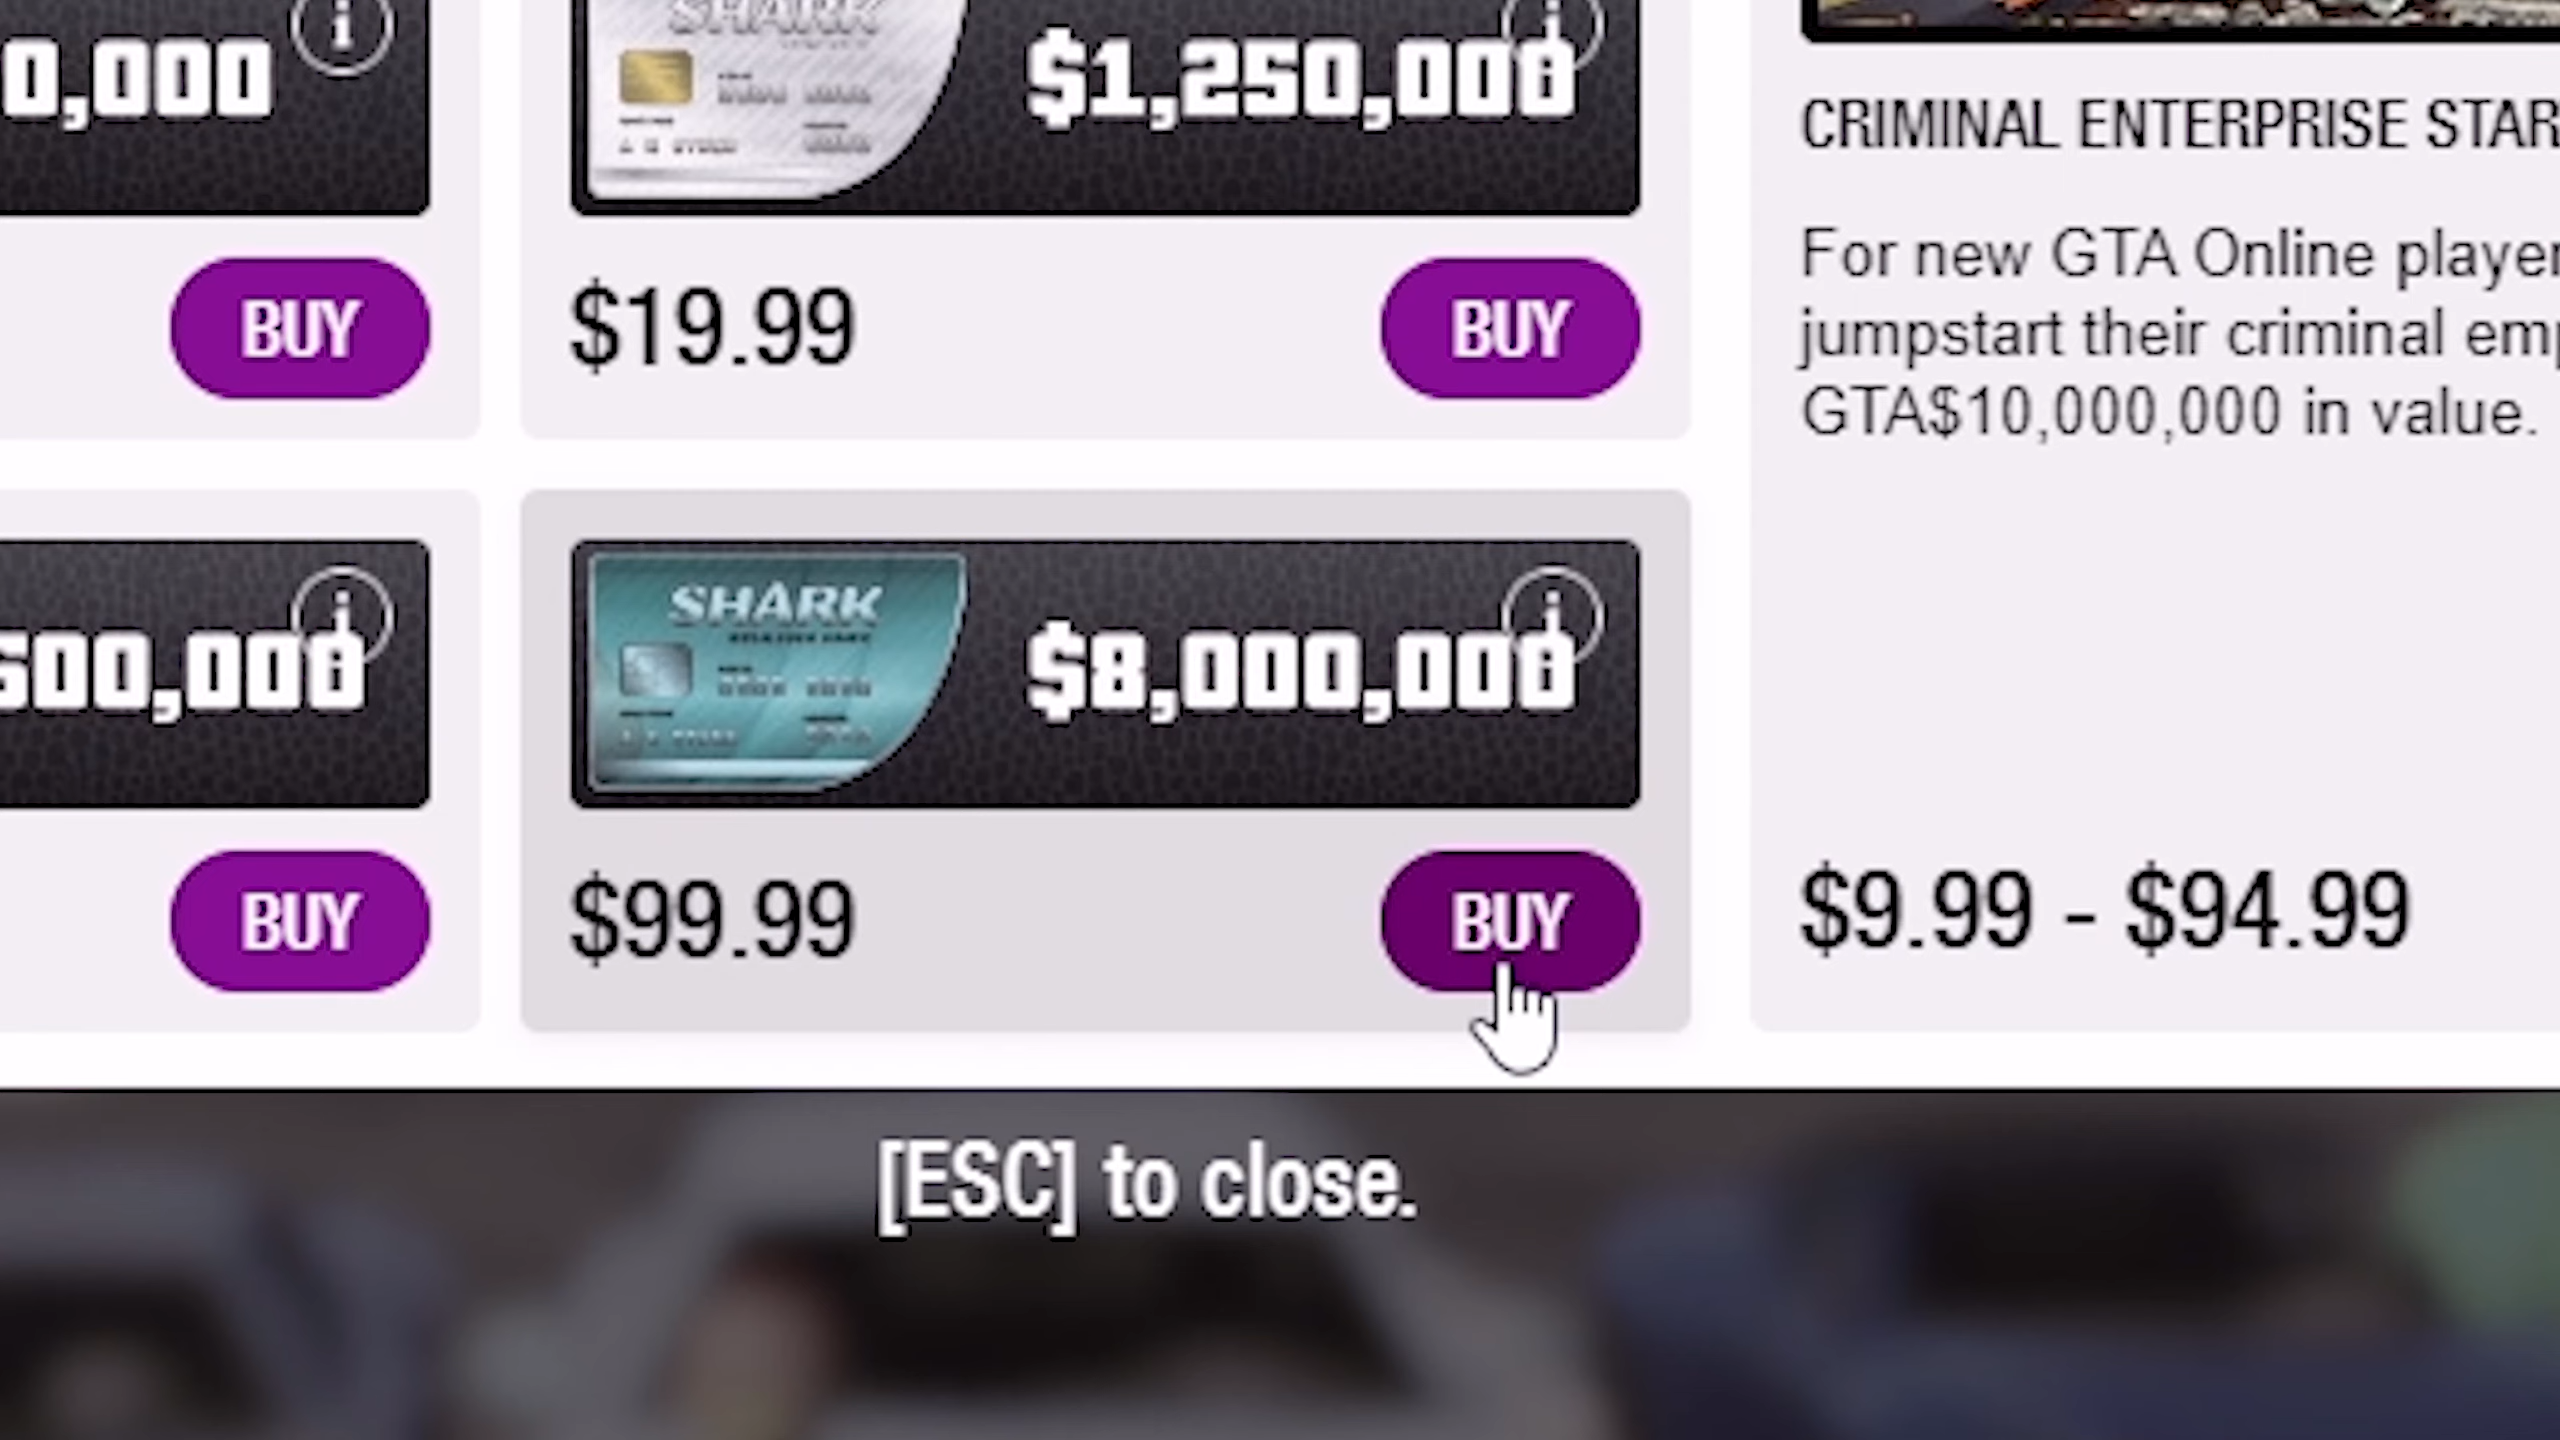 0,000
i
BUY
SHARK
$1,250,000
i
$19.99
BUY
CRIMINAL ENTERPRISE STAR
For new GTA Online player
jumpstart their criminal emp
GTA$10,000,000 in value.
$9.99 - $94.99
500,000
i
BUY
SHARK
$8,000,000
i
$99.99
BUY
[ESC] to close.